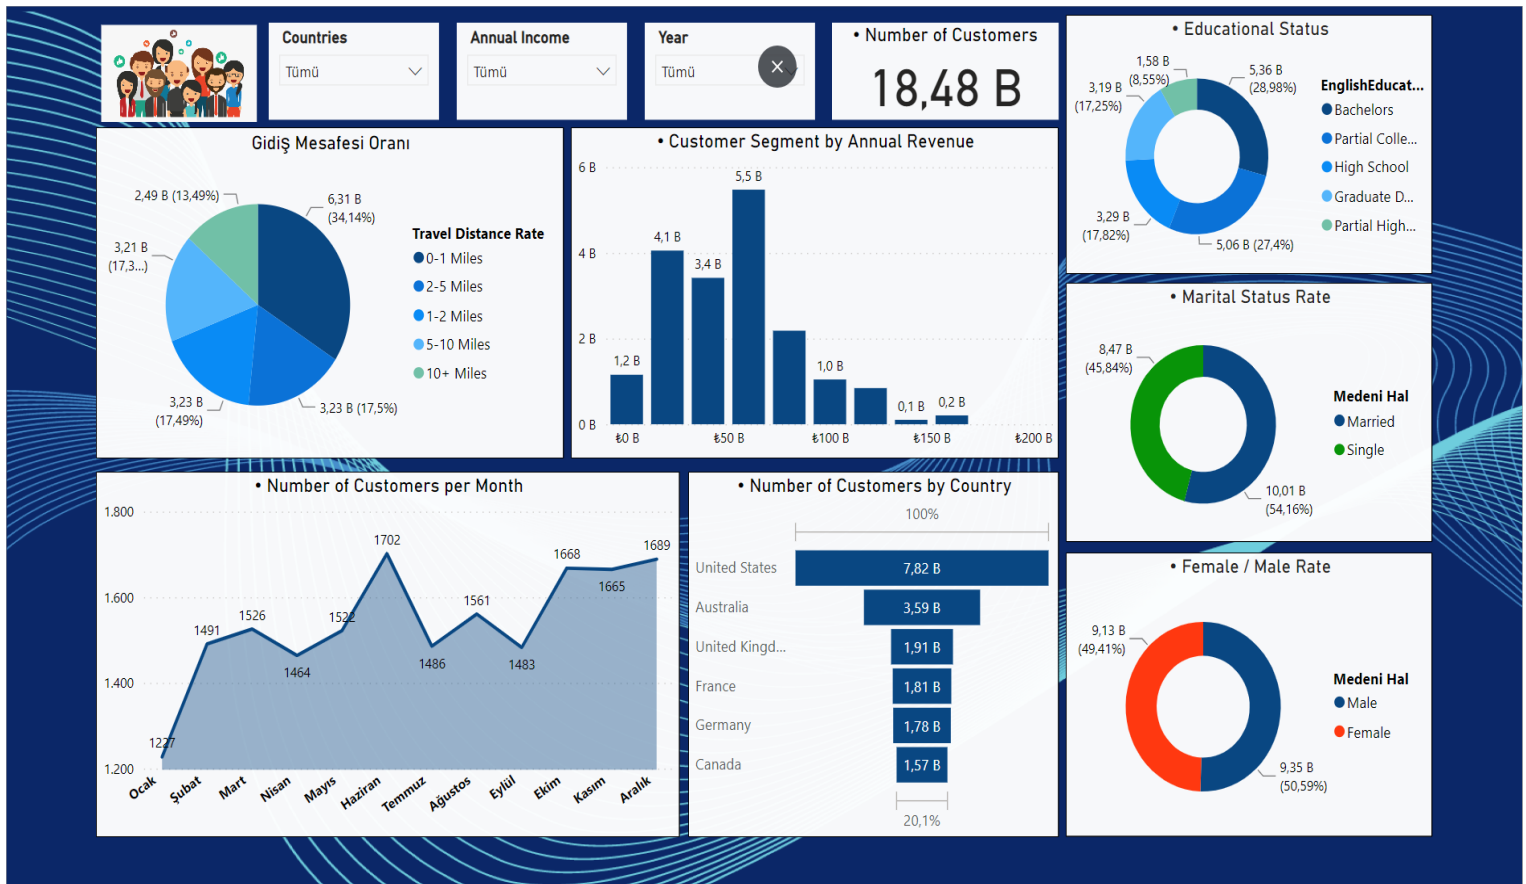 Countries
Tümü
Annual Income
Tümü
Year
Tümü
• Number of Customers
18,48 B
• Educational Status
1,58 B
(8,55%)
5,36 B
(28,98%)
3,19 B
(17,25%)
3,29 B
(17,82%)
5,06 B (27,4%)
EnglishEducat...
Bachelors
Partial Colle...
High School
Graduate D...
Partial High...
Gidiş Mesafesi Oranı
2,49 B (13,49%)
6,31 B
(34,14%)
3,21 B
(17,3...)
3,23 B
(17,49%)
3,23 B (17,5%)
Travel Distance Rate
0-1 Miles
2-5 Miles
1-2 Miles
5-10 Miles
10+ Miles
• Customer Segment by Annual Revenue
6 B
4 B
2 B
0 B
1,2 B
4,1 B
3,4 B
5,5 B
1,0 B
0,1 B
0,2 B
₺0 B
₺50 B
₺100 B
₺150 B
₺200 B
• Marital Status Rate
8,47 B
(45,84%)
10,01 B
(54,16%)
Medeni Hal
Married
Single
• Number of Customers per Month
1.800
1.600
1.400
1.200
1227
1491
1526
1464
1522
1702
1486
1561
1483
1668
1665
1689
Ocak
Şubat
Mart
Nisan
Mayıs
Haziran
Temmuz
Ağustos
Eylül
Ekim
Kasım
Aralık
• Number of Customers by Country
100%
United States
7,82 B
Australia
3,59 B
United Kingd...
1,91 B
France
1,81 B
Germany
1,78 B
Canada
1,57 B
20,1%
• Female / Male Rate
9,13 B
(49,41%)
9,35 B
(50,59%)
Medeni Hal
Male
Female